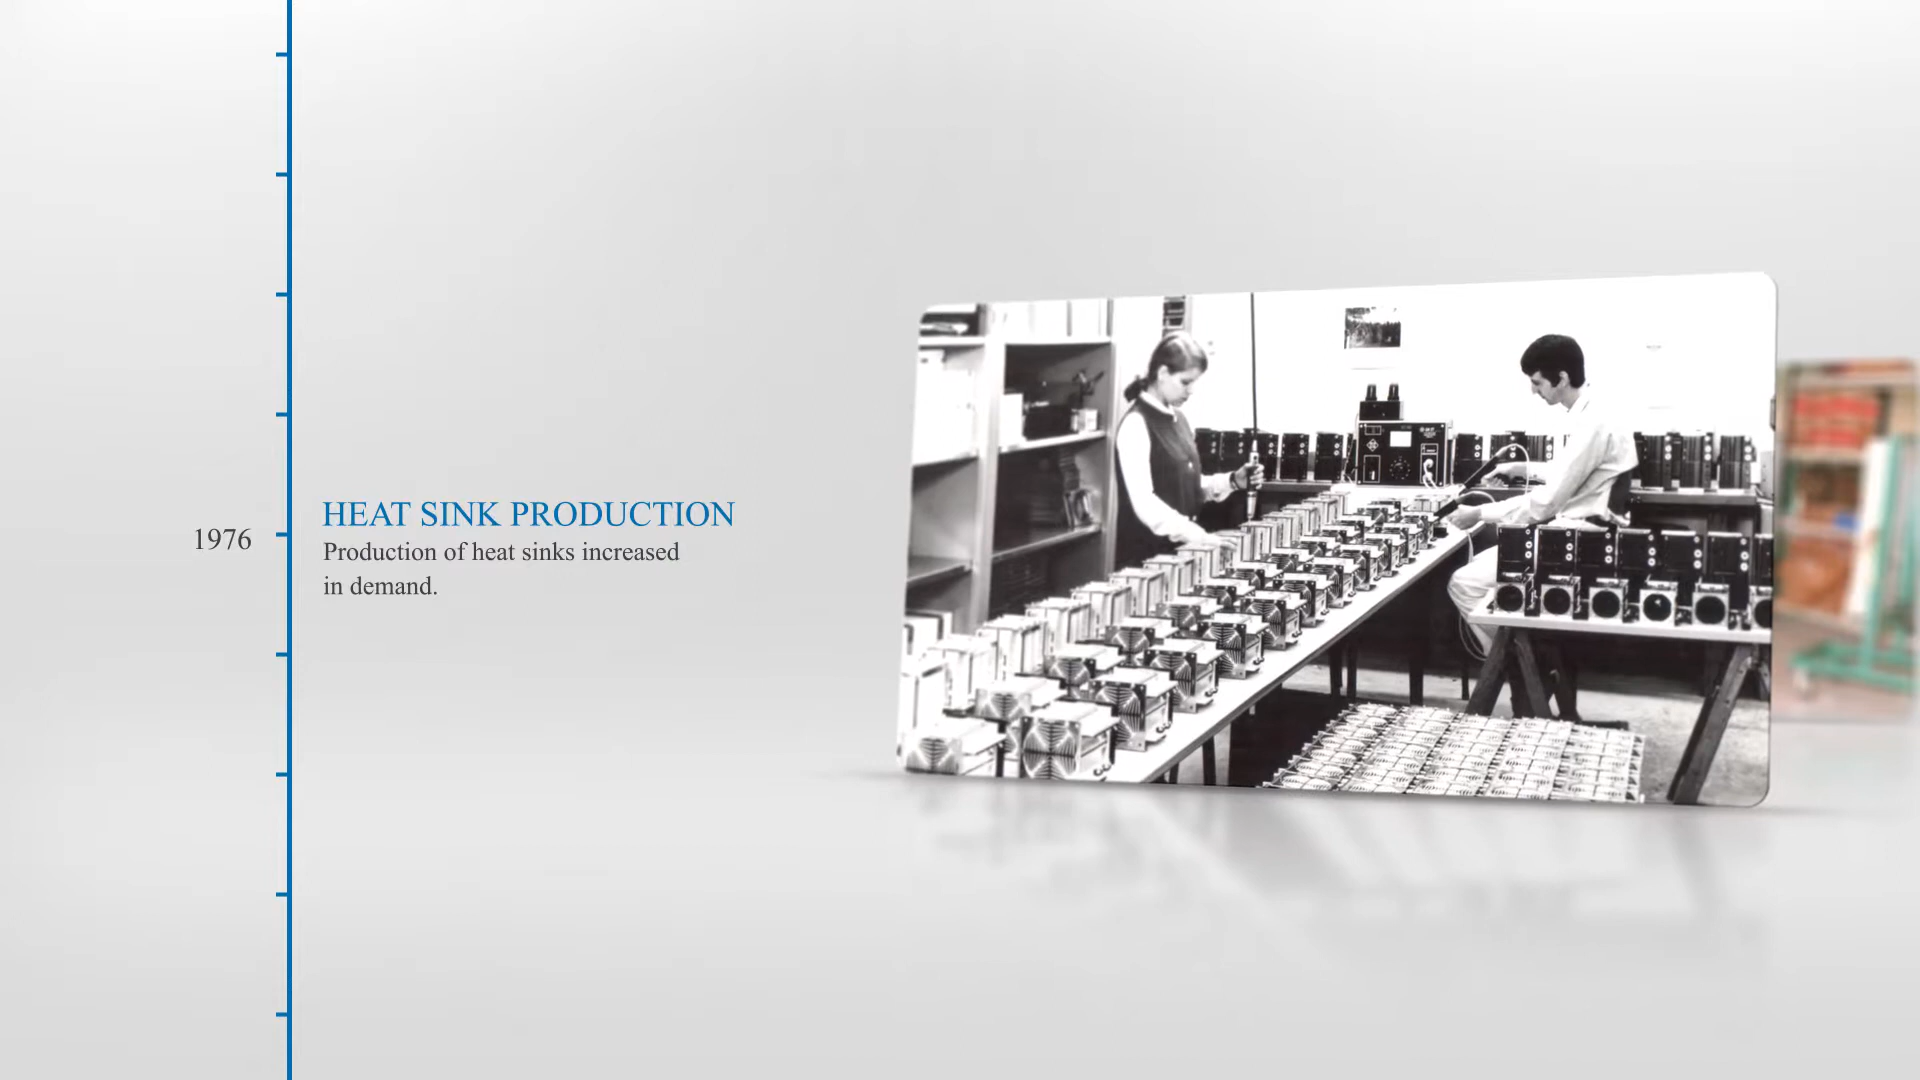 1976
HEAT SINK PRODUCTION
Production of heat sinks increased
in demand.